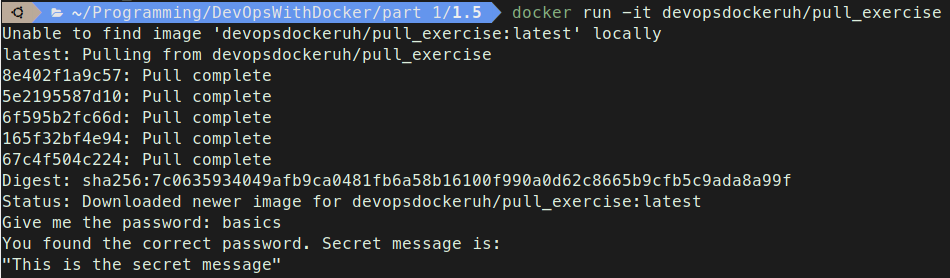 ~/Programming/DevOpsWithDocker/part 1/1.5 docker run -it devopsdockeruh/pull_exercise
Unable to find image 'devopsdockeruh/pull_exercise:latest' locally
latest: Pulling from devopsdockeruh/pull_exercise
8e402f1a9c57: Pull complete
5e2195587d10: Pull complete
6f595b2fc66d: Pull complete
165f32bf4e94: Pull complete
67c4f504c224: Pull complete
Digest: sha256:7c0635934049afb9ca0481fb6a58b16100f990a0d62c8665b9cfb5c9ada8a99f
Status: Downloaded newer image for devopsdockeruh/pull_exercise:latest
Give me the password: basics
You found the correct password. Secret message is:
"This is the secret message"